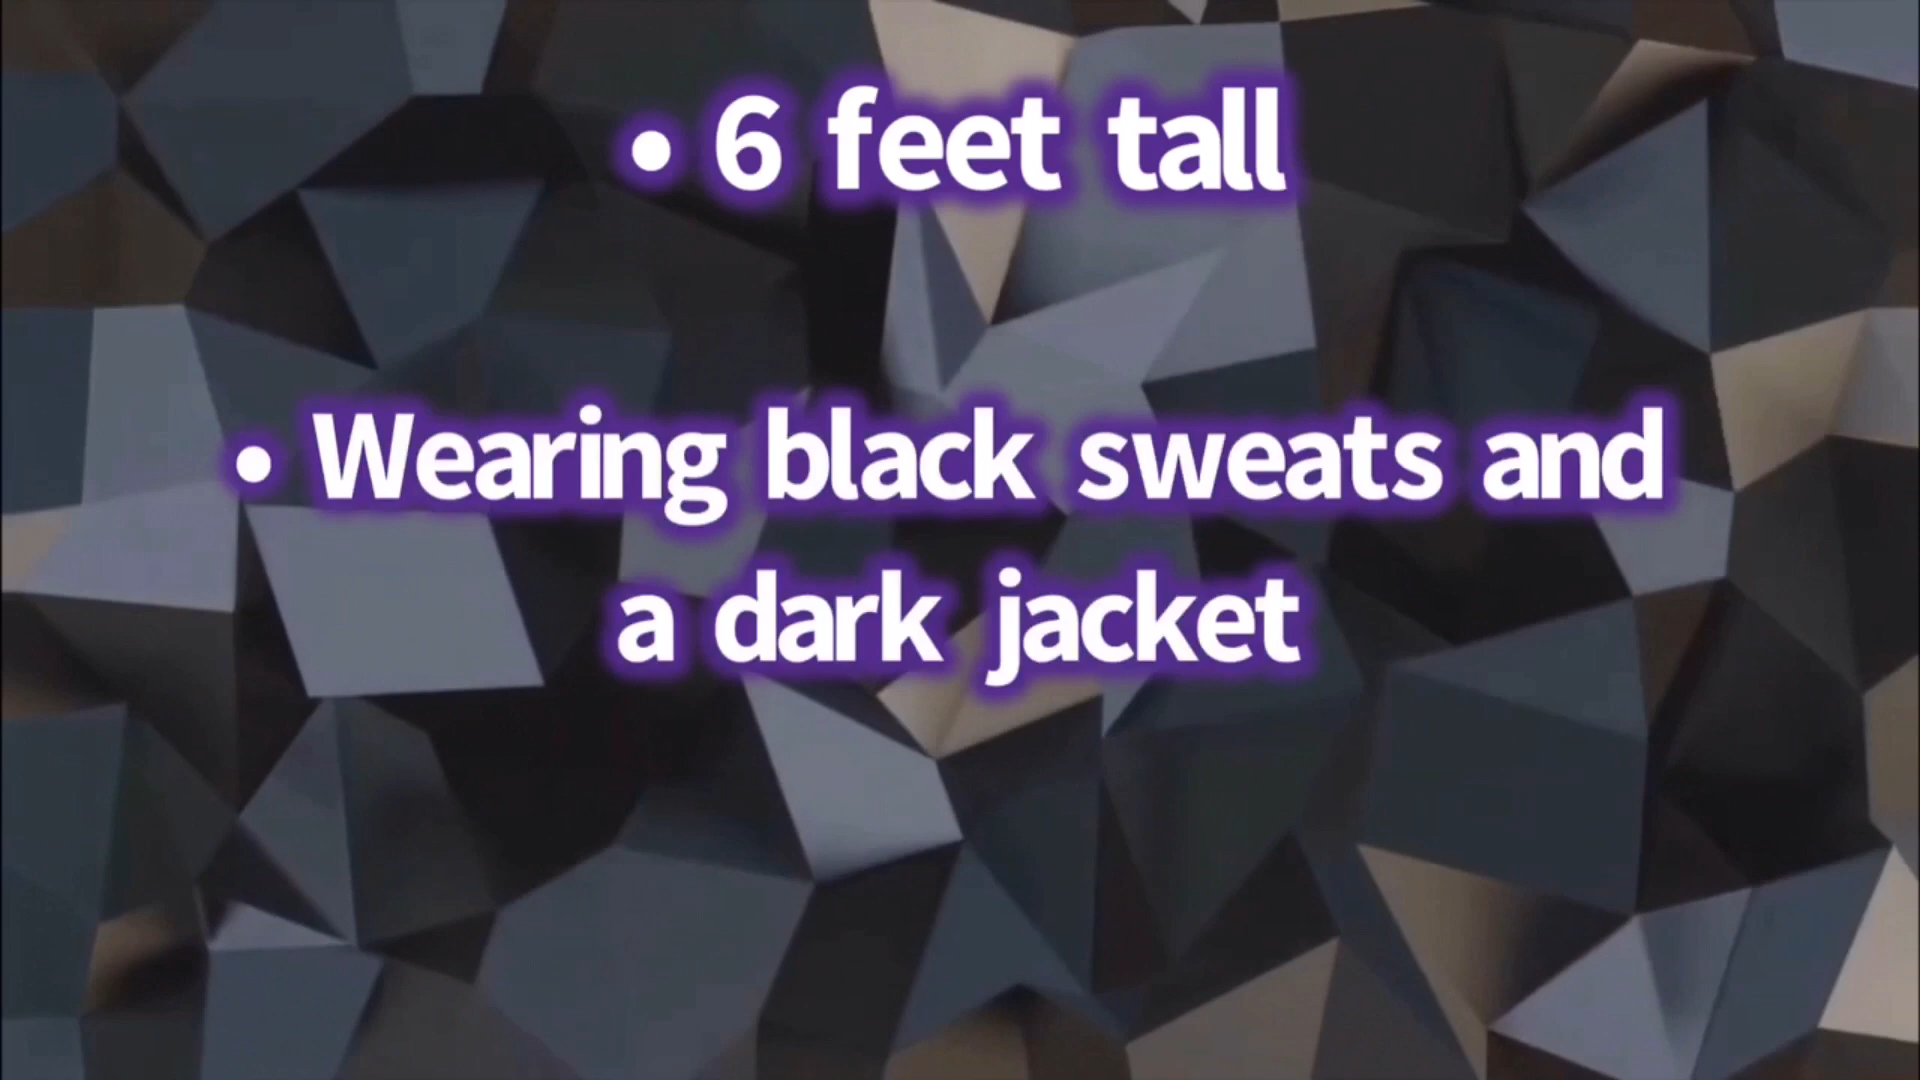 • 6 feet tall
• Wearing black sweats and
a dark jacket